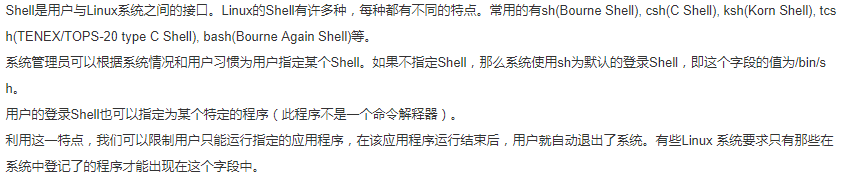 Shell是用户与Linux系统之间的接口。Linux的Shell有许多种，每种都有不同的特点。常用的有sh(Bourne Shell), csh(C Shell), ksh(Korn Shell), tcs
h(TENEX/TOPS-20 type C Shell), bash(Bourne Again Shell)等。
系统管理员可以根据系统情况和用户习惯为用户指定某个Shell。如果不指定Shell，那么系统使用sh为默认的登录Shell，即这个字段的值为/bin/s
h。
用户的登录Shell也可以指定为某个特定的程序（此程序不是一个命令解释器）。
利用这一特点，我们可以限制用户只能运行指定的应用程序，在该应用程序运行结束后，用户就自动退出了系统。有些Linux 系统要求只有那些在
系统中登记了的程序才能出现在这个字段中。